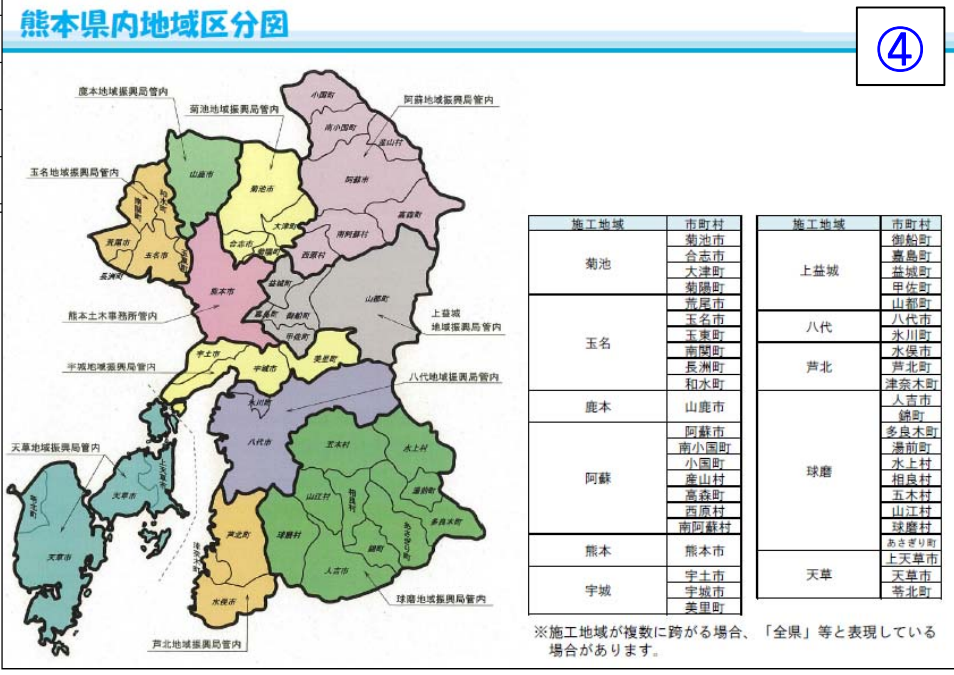 熊本県内地域区分図
④
鹿本地域振興局管内
菊池地域振興局管内
阿蘇地域振興局管内
玉名地域振興局管内
熊本土木事務所管内
宇城地域振興局管内
天草地域振興局管内
上益城
地域振興局管内
八代地域振興局管内
球磨地域振興局管内
芦北地域振興局管内
小国町
南小国町
産山村
阿蘇市
高森町
南阿蘇村
西原村
山鹿市
菊池市
大津町
合志市
菊陽町
和水町
南関町
荒尾市
玉名市
玉東町
長洲町
熊本市
益城町
嘉島町
御船町
甲佐町
山都町
宇土市
宇城市
美里町
氷川町
八代市
五木村
水上村
山江村
相良村
湯前町
多良木町
あさぎり町
球磨村
錦町
人吉市
芦北町
津奈木町
水俣市
上天草市
天草市
苓北町
天草市
施工地域 市町村
菊池 菊池市
合志市
大津町
菊陽町
玉名 荒尾市
玉名市
玉東町
南関町
長洲町
和水町
鹿本 山鹿市
阿蘇 阿蘇市
南小国町
小国町
産山村
高森町
西原村
南阿蘇村
熊本 熊本市
宇城 宇土市
宇城市
美里町
施工地域 市町村
上益城 御船町
嘉島町
益城町
甲佐町
山都町
八代 八代市
氷川町
芦北 水俣市
芦北町
津奈木町
球磨 人吉市
錦町
多良木町
湯前町
水上村
相良村
五木村
山江村
球磨村
あさぎり町
天草 上天草市
天草市
苓北町
※施工地域が複数に跨がる場合、「全県」等と表現している
場合があります。